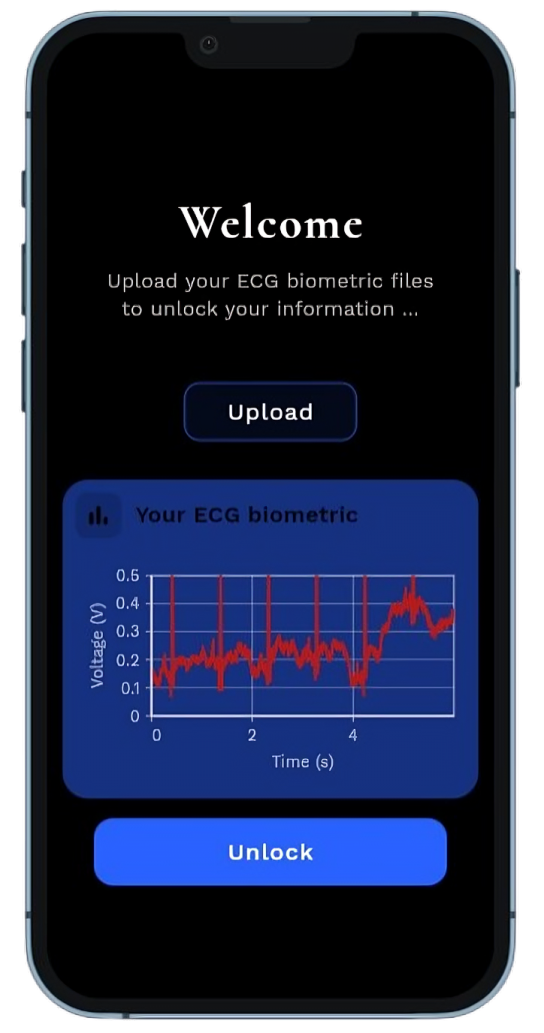 Welcome
Upload your ECG biometric files
to unlock your information ...
Upload
Your ECG biometric
0.5
0.4
0.3
0.2
0.1
0
Voltage (V)
0 2 4
Time (s)
Unlock